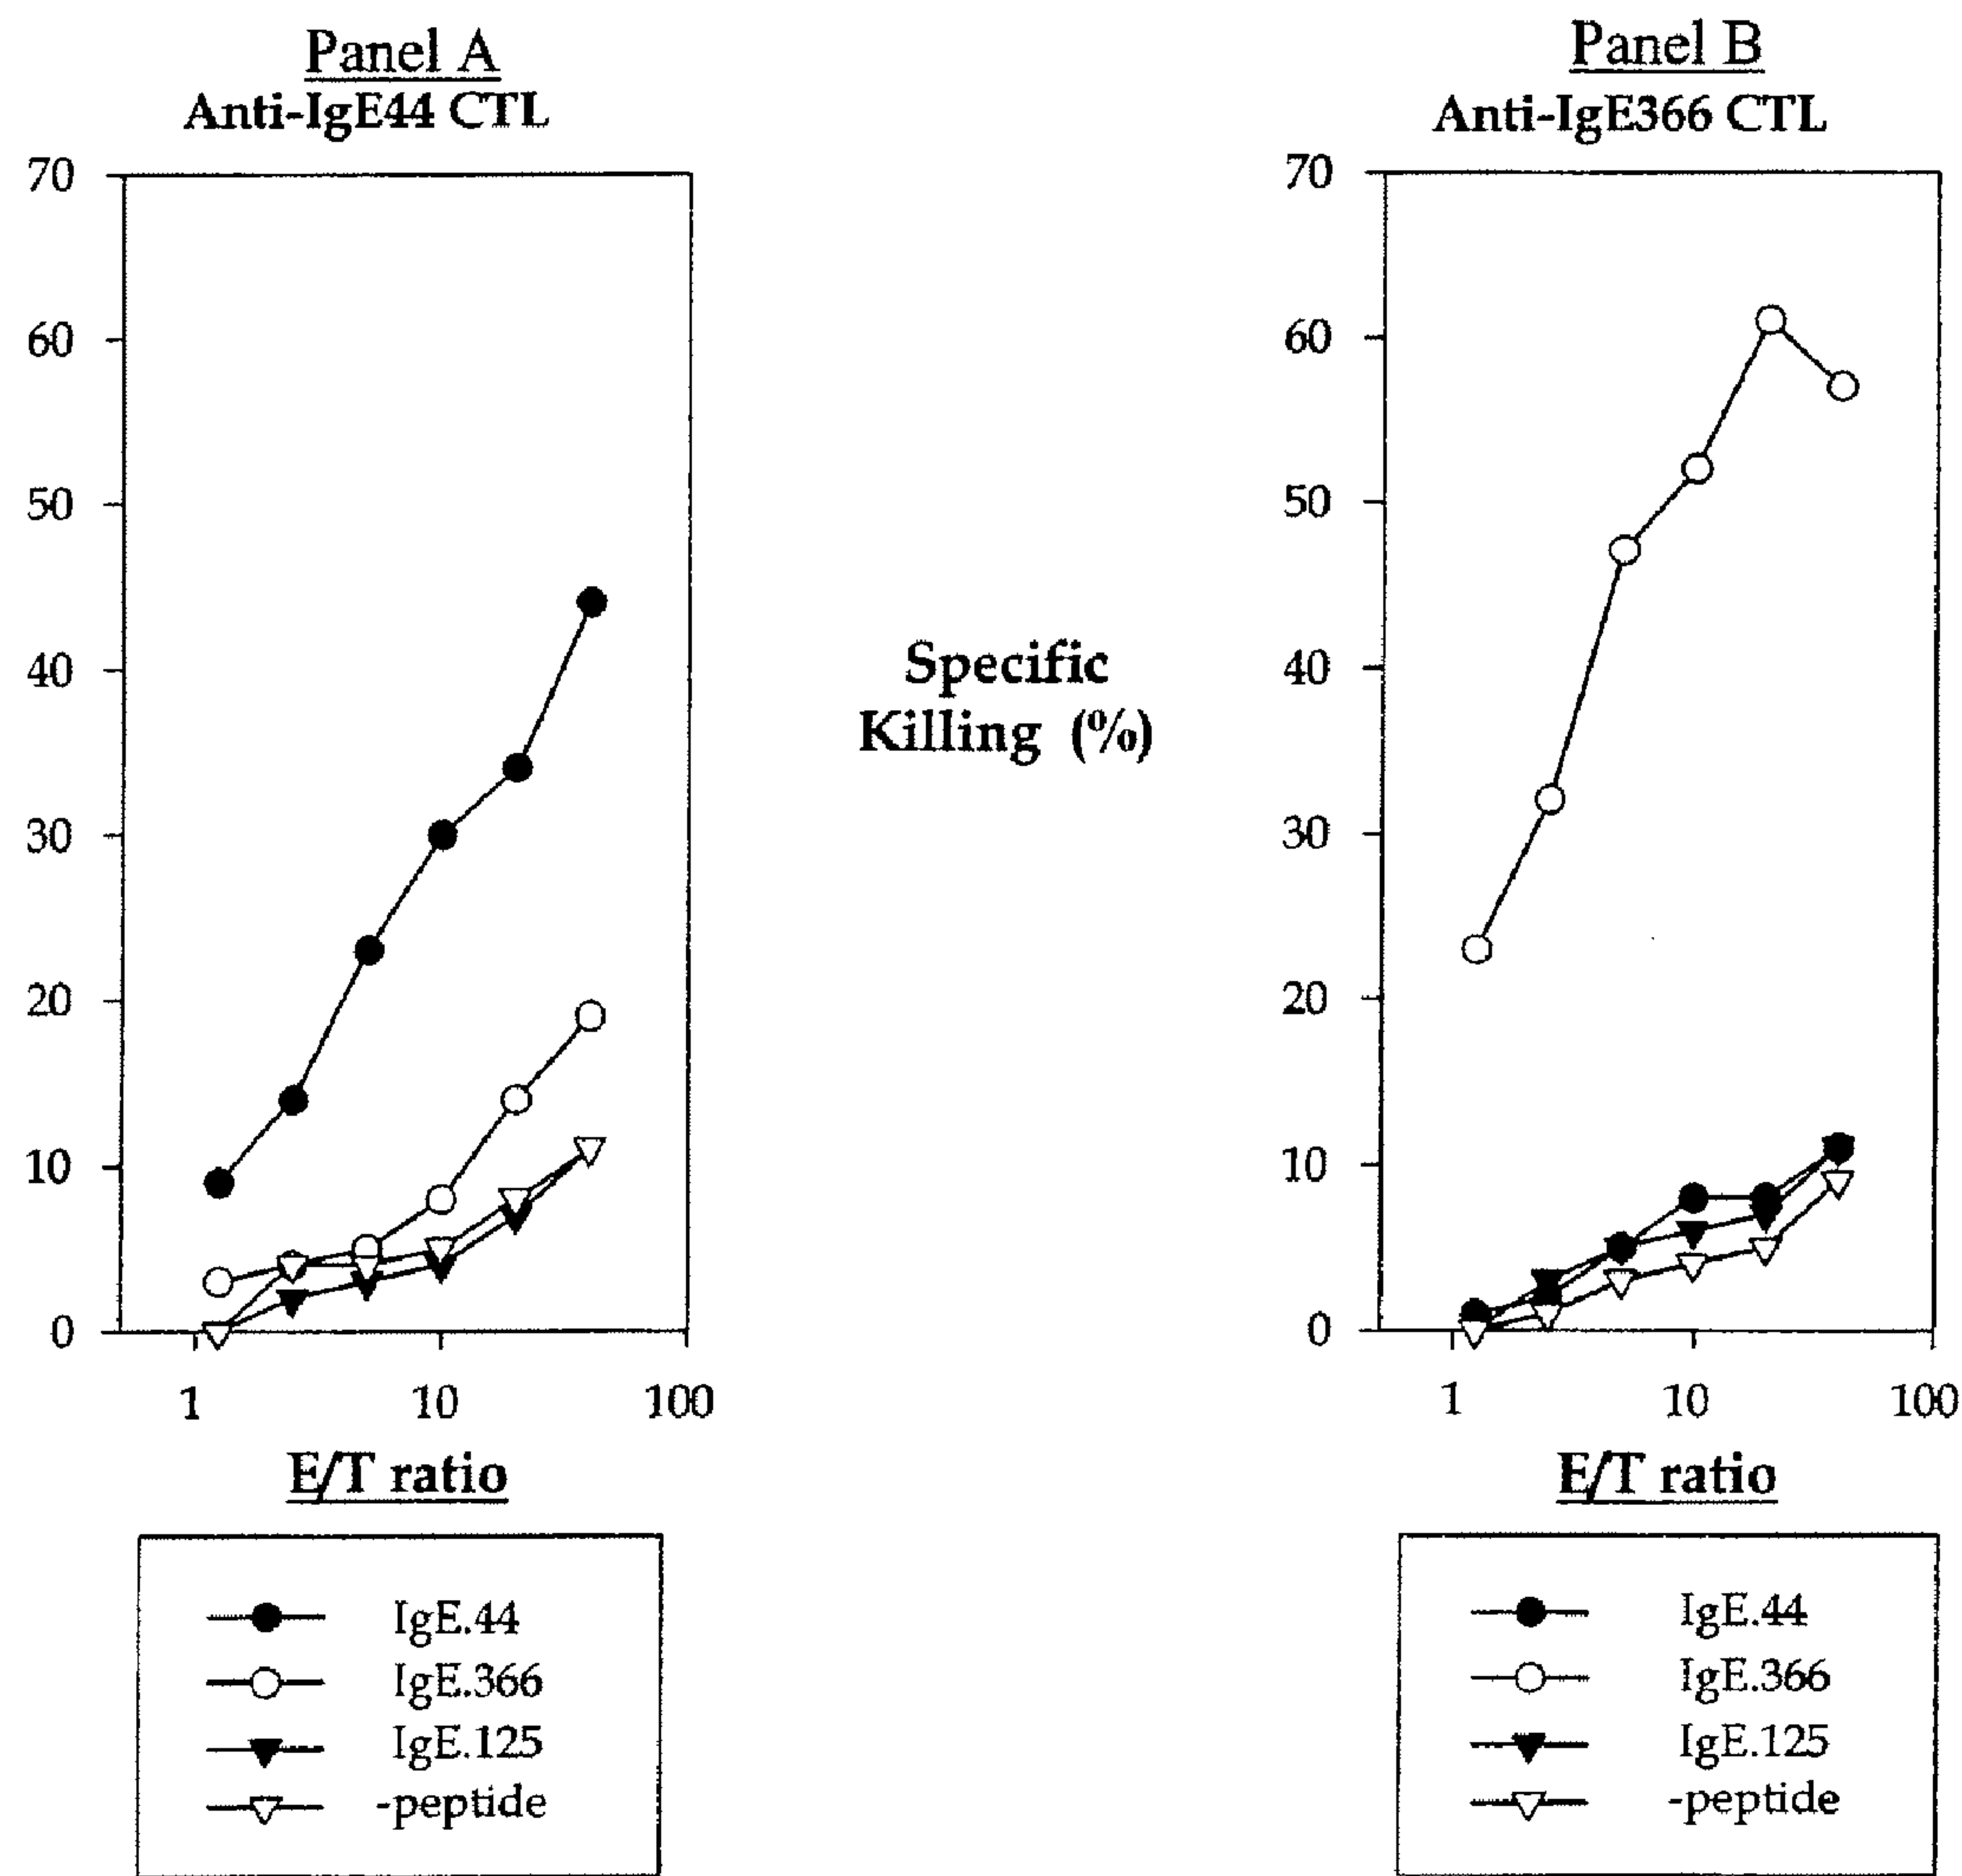 Panel A
Anti-IgE44 CTL
70
60
50
40
30
20
10
0
1 10 100
E/T ratio
IgE.44
IgE.366
IgE.125
-peptide
Specific
Killing (%)
Panel B
Anti-IgE366 CTL
70
60
50
40
30
20
10
0
1 10 100
E/T ratio
IgE.44
IgE.366
IgE.125
-peptide